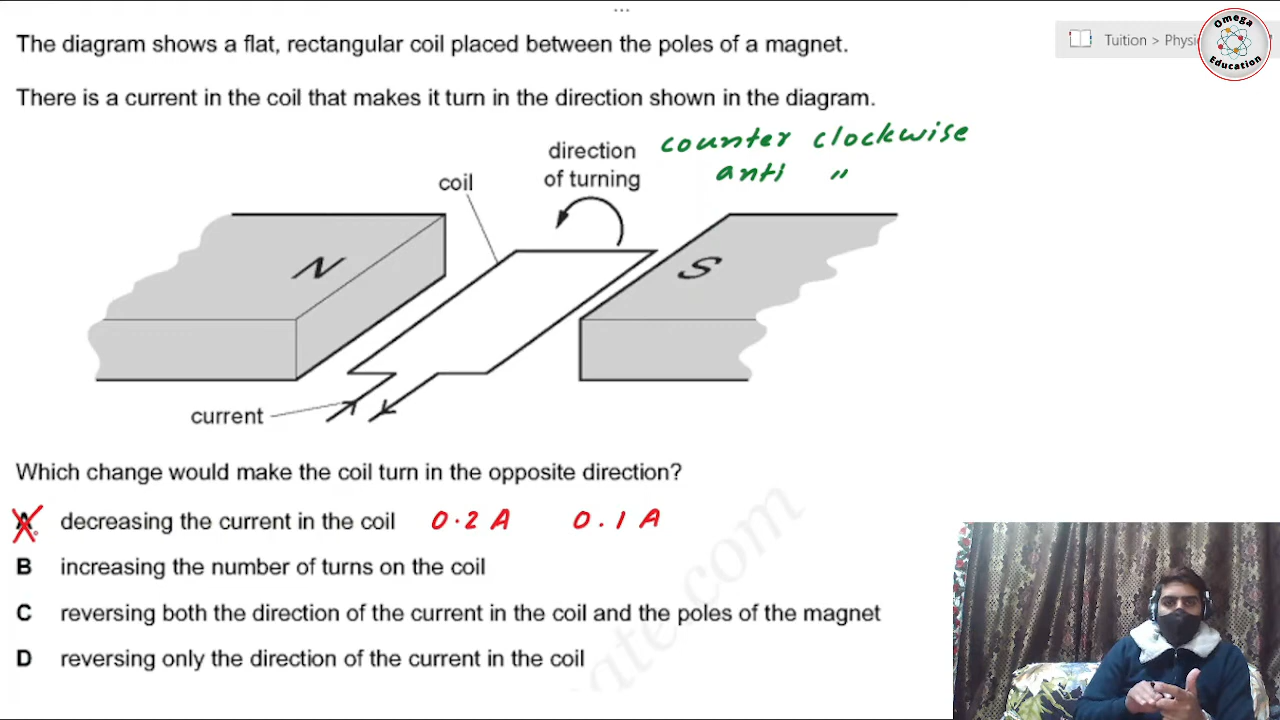 ...
The diagram shows a flat, rectangular coil placed between the poles of a magnet.
Tuition > Physi
Omega
Education
There is a current in the coil that makes it turn in the direction shown in the diagram.
counter clockwise
anti "
direction
of turning
coil
N
S
current
Which change would make the coil turn in the opposite direction?
A decreasing the current in the coil 0.2 A 0.1 A
B increasing the number of turns on the coil
C reversing both the direction of the current in the coil and the poles of the magnet
D reversing only the direction of the current in the coil
ate.com